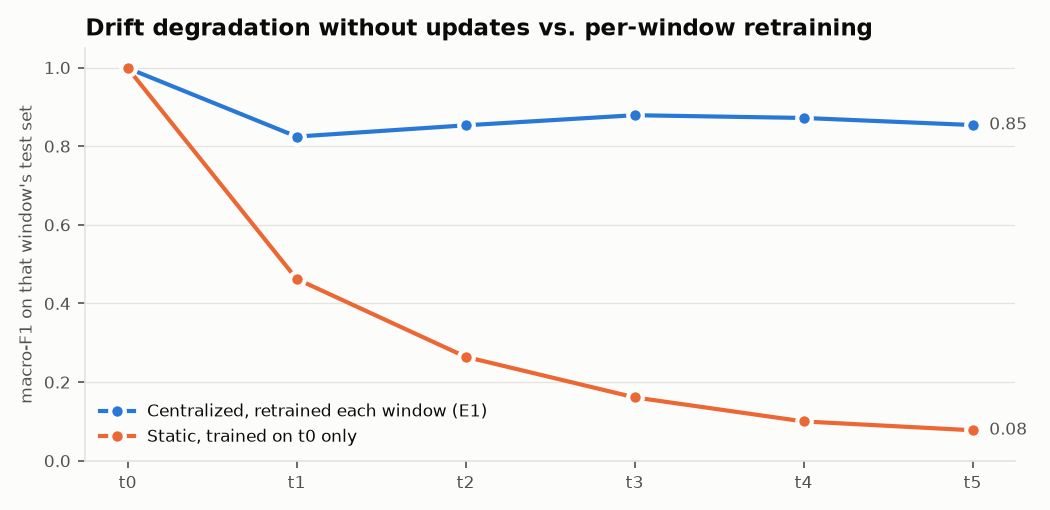 Drift degradation without updates vs. per-window retraining
macro-F1 on that window's test set
1.0
0.8
0.6
0.4
0.2
0.0
0.85
0.08
Centralized, retrained each window (E1)
Static, trained on t0 only
t0 t1 t2 t3 t4 t5